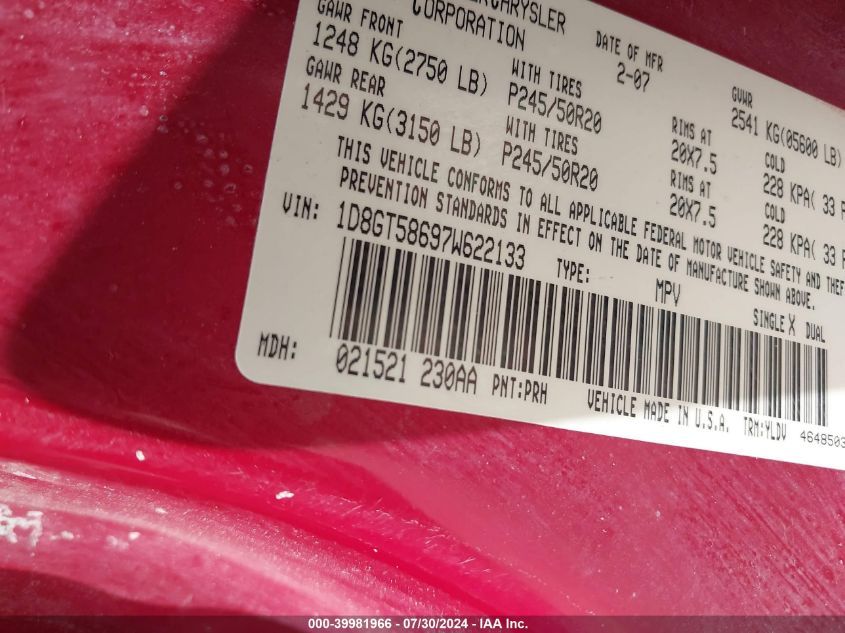 CHRYSLER
CORPORATION
DATE OF MFR
2-07
GVWR
2541 KG(05600 LB)
GAWR FRONT
1248 KG(2750 LB)
WITH TIRES
P245/50R20
RIMS AT
20X7.5
COLD
228 KPA( 33
GAWR REAR
1429 KG(3150 LB)
WITH TIRES
P245/50R20
RIMS AT
20X7.5
COLD
228 KPA( 33
THIS VEHICLE CONFORMS TO ALL APPLICABLE FEDERAL MOTOR VEHICLE SAFETY AND THEF
PREVENTION STANDARDS IN EFFECT ON THE DATE OF MANUFACTURE SHOWN ABOVE.
VIN: 1D8GT58697W622133 TYPE: MPV
SINGLE X DUAL
MDH: 021521 230AA PNT:PRH VEHICLE MADE IN U.S.A. TRM:YLDV 4648503
000-39981966 - 07/30/2024 - IAA, Inc.